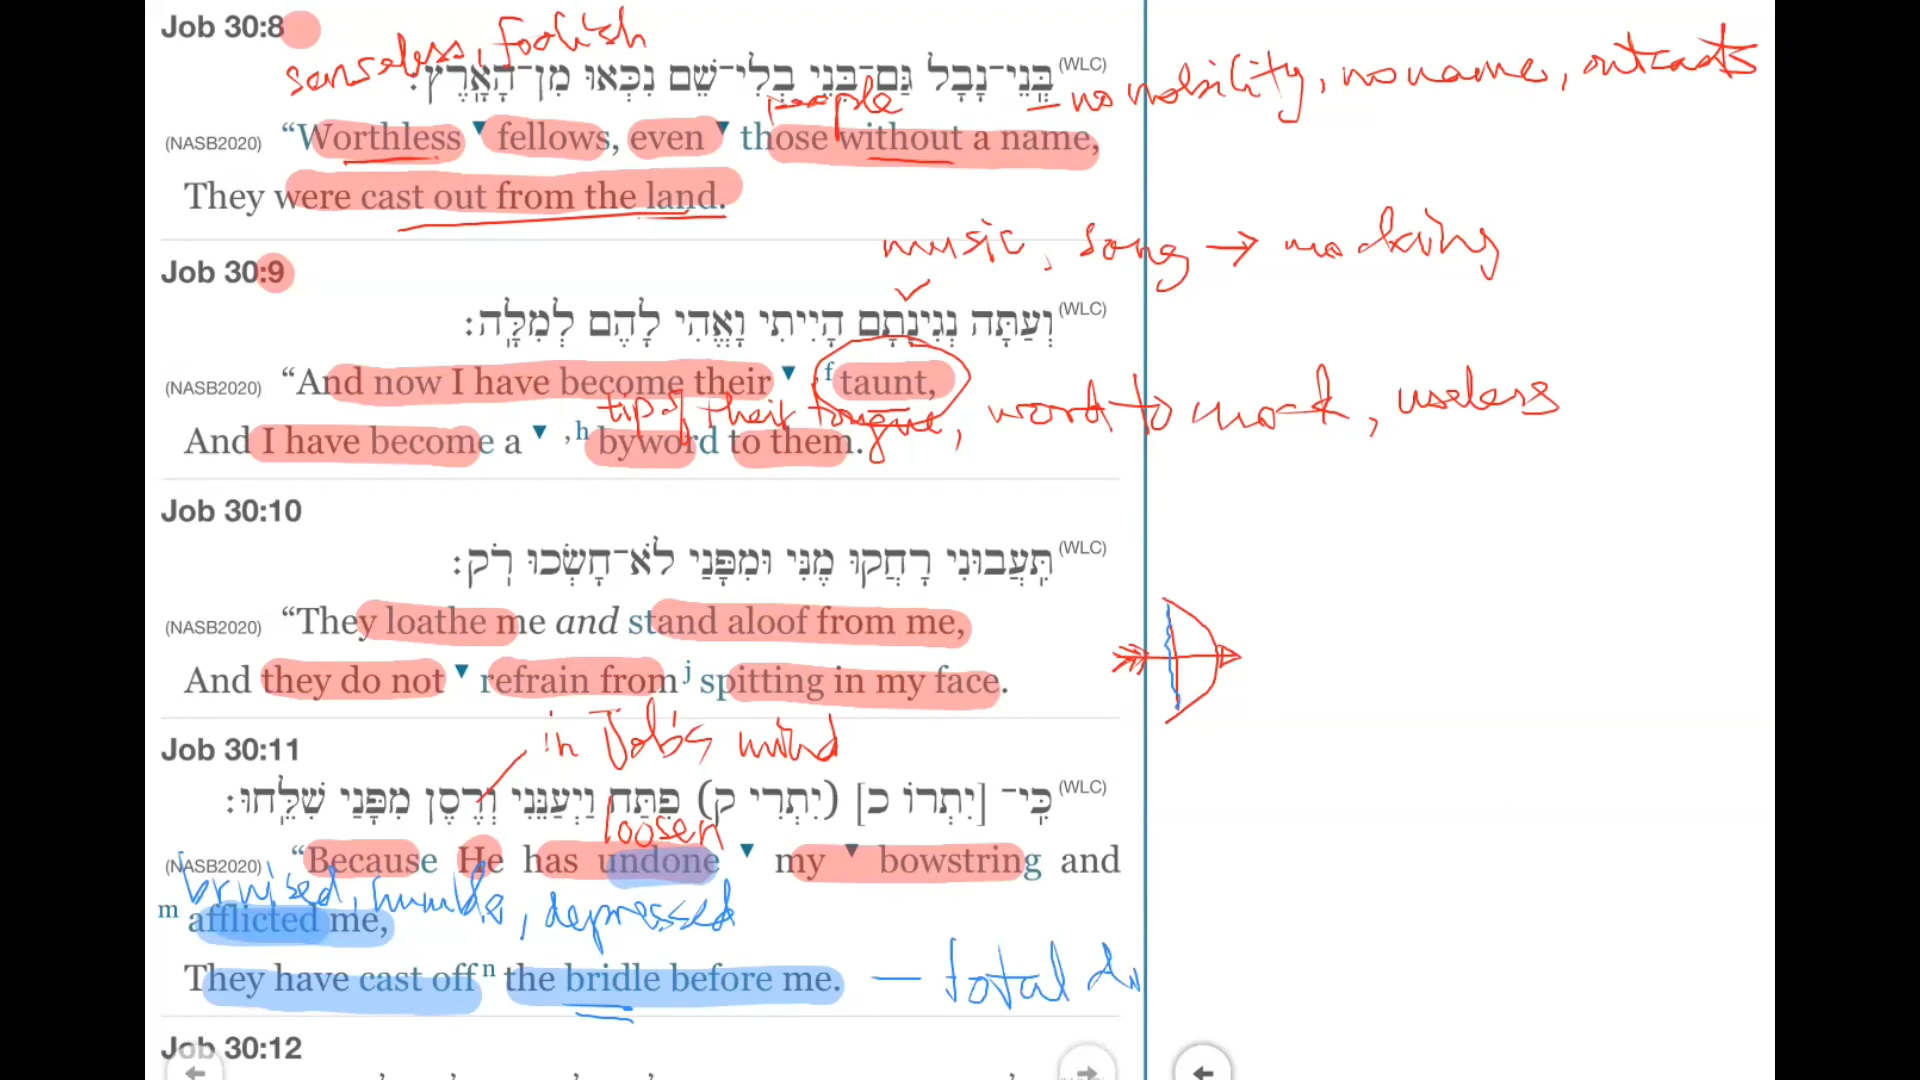 Job 30:8
senseless, foolish
בְּנֵי־נָבָל גַּם־בְּנֵי בְלִי־שֵׁם נִכְּאוּ מִן־הָאָרֶץ׃ (WLC)
— no nobility, no name, outcasts
people
(NASB2020) “Worthless fellows, even those without a name,
They were cast out from the land.
music, song → mocking
Job 30:9
וְעַתָּה נְגִינָתָם הָיִיתִי וָאֱהִי לָהֶם לְמִלָּה׃ (WLC)
(NASB2020) “And now I have become their f taunt,
tip of their tongue, word to mock, useless
And I have become a , h byword to them.
Job 30:10
תִּעֲבוּנִי רָחֲקוּ מֶנִּי וּמִפָּנַי לֹא־חָשְׂכוּ רֹק׃ (WLC)
(NASB2020) “They loathe me and stand aloof from me,
And they do not refrain from j spitting in my face.
in Job's mind
Job 30:11
כִּי־ [יִתְרוֹ כ] (יִתְרִי ק) פִתַּח וַיְעַנֵּנִי וְרֶסֶן מִפָּנַי שִׁלֵּחוּ׃ (WLC)
loosen
(NASB2020) “Because He has undone my bowstring and
bruised, humble, depressed
m afflicted me,
They have cast off n the bridle before me. — total
Job 30:12